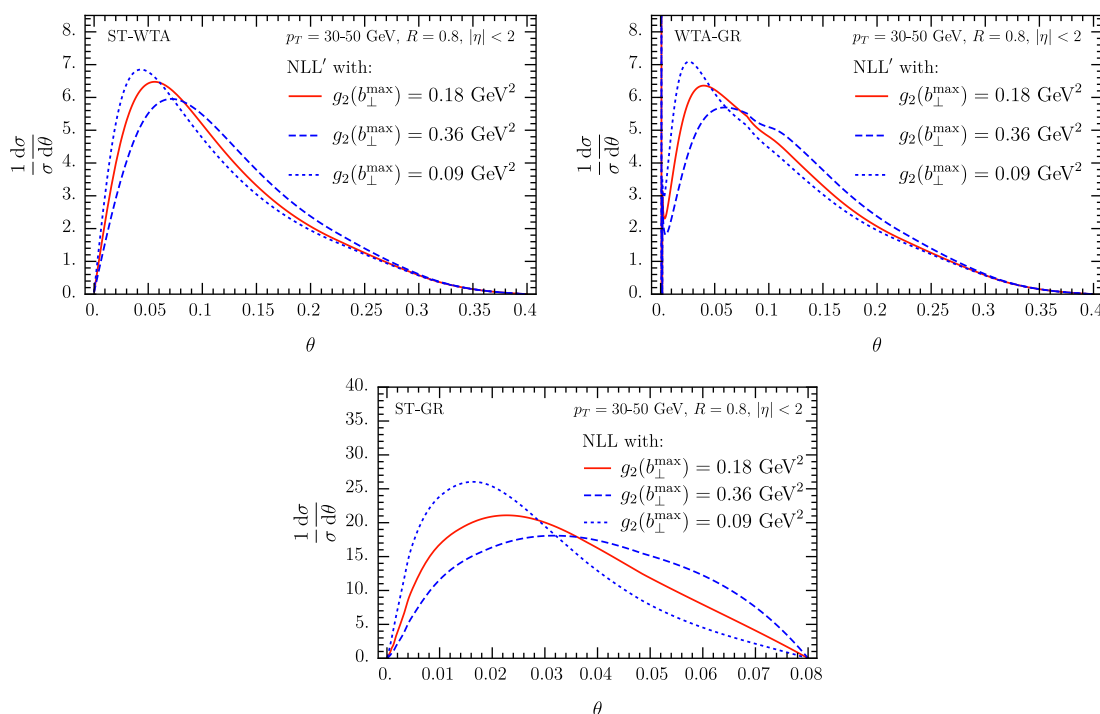 ST-WTA
p_T = 30-50 GeV, R = 0.8, |η| < 2
NLL′ with:
g_2(b_⊥^max) = 0.18 GeV^2
g_2(b_⊥^max) = 0.36 GeV^2
g_2(b_⊥^max) = 0.09 GeV^2
1/σ dσ/dθ
8.
7.
6.
5.
4.
3.
2.
1.
0.
0. 0.05 0.1 0.15 0.2 0.25 0.3 0.35 0.4
θ
WTA-GR
p_T = 30-50 GeV, R = 0.8, |η| < 2
NLL′ with:
g_2(b_⊥^max) = 0.18 GeV^2
g_2(b_⊥^max) = 0.36 GeV^2
g_2(b_⊥^max) = 0.09 GeV^2
1/σ dσ/dθ
8.
7.
6.
5.
4.
3.
2.
1.
0.
0. 0.05 0.1 0.15 0.2 0.25 0.3 0.35 0.4
θ
ST-GR
p_T = 30-50 GeV, R = 0.8, |η| < 2
NLL with:
g_2(b_⊥^max) = 0.18 GeV^2
g_2(b_⊥^max) = 0.36 GeV^2
g_2(b_⊥^max) = 0.09 GeV^2
1/σ dσ/dθ
40.
35.
30.
25.
20.
15.
10.
5.
0.
0. 0.01 0.02 0.03 0.04 0.05 0.06 0.07 0.08
θ